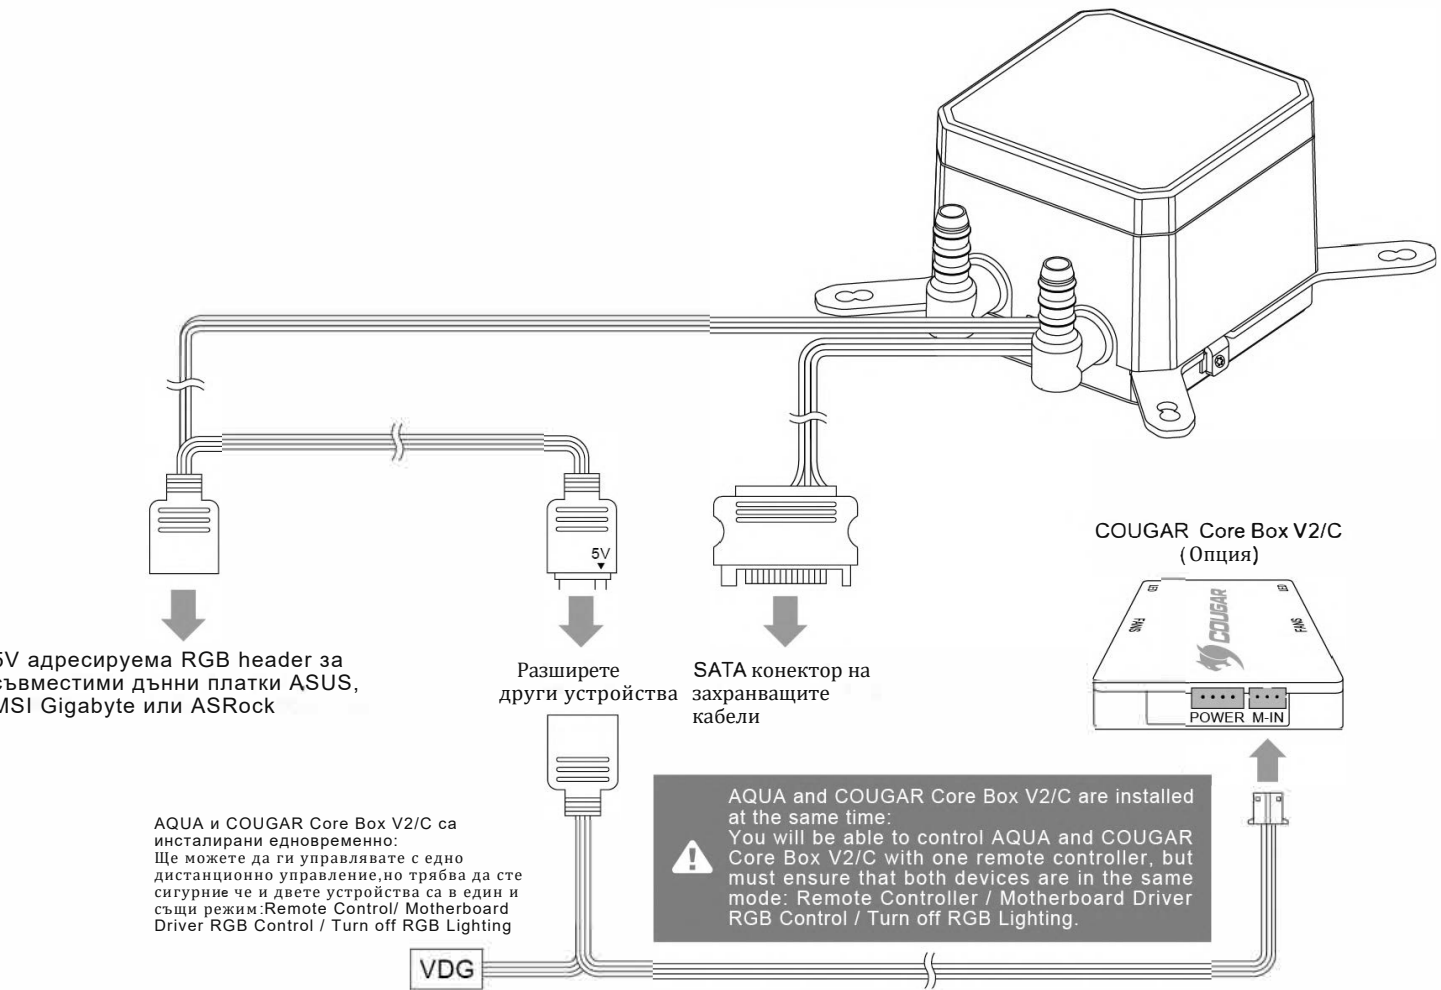 COUGAR Core Box V2/C
(Опция)
5V
FANS
COUGAR
FANS
POWER M-IN
5V адресируема RGB header за
съвместими дънни платки ASUS,
MSI Gigabyte или ASRock
Разширете
други устройства
SATA конектор на
захранващите
кабели
AQUA и COUGAR Core Box V2/C са
инсталирани едновременно:
Ще можете да ги управлявате с едно
дистанционно управление,но трябва да сте
сигурние че и двете устройства са в един и
същи режим:Remote Control/ Motherboard
Driver RGB Control / Turn off RGB Lighting
AQUA and COUGAR Core Box V2/C are installed
at the same time:
You will be able to control AQUA and COUGAR
Core Box V2/C with one remote controller, but
must ensure that both devices are in the same
mode: Remote Controller / Motherboard Driver
RGB Control / Turn off RGB Lighting.
VDG